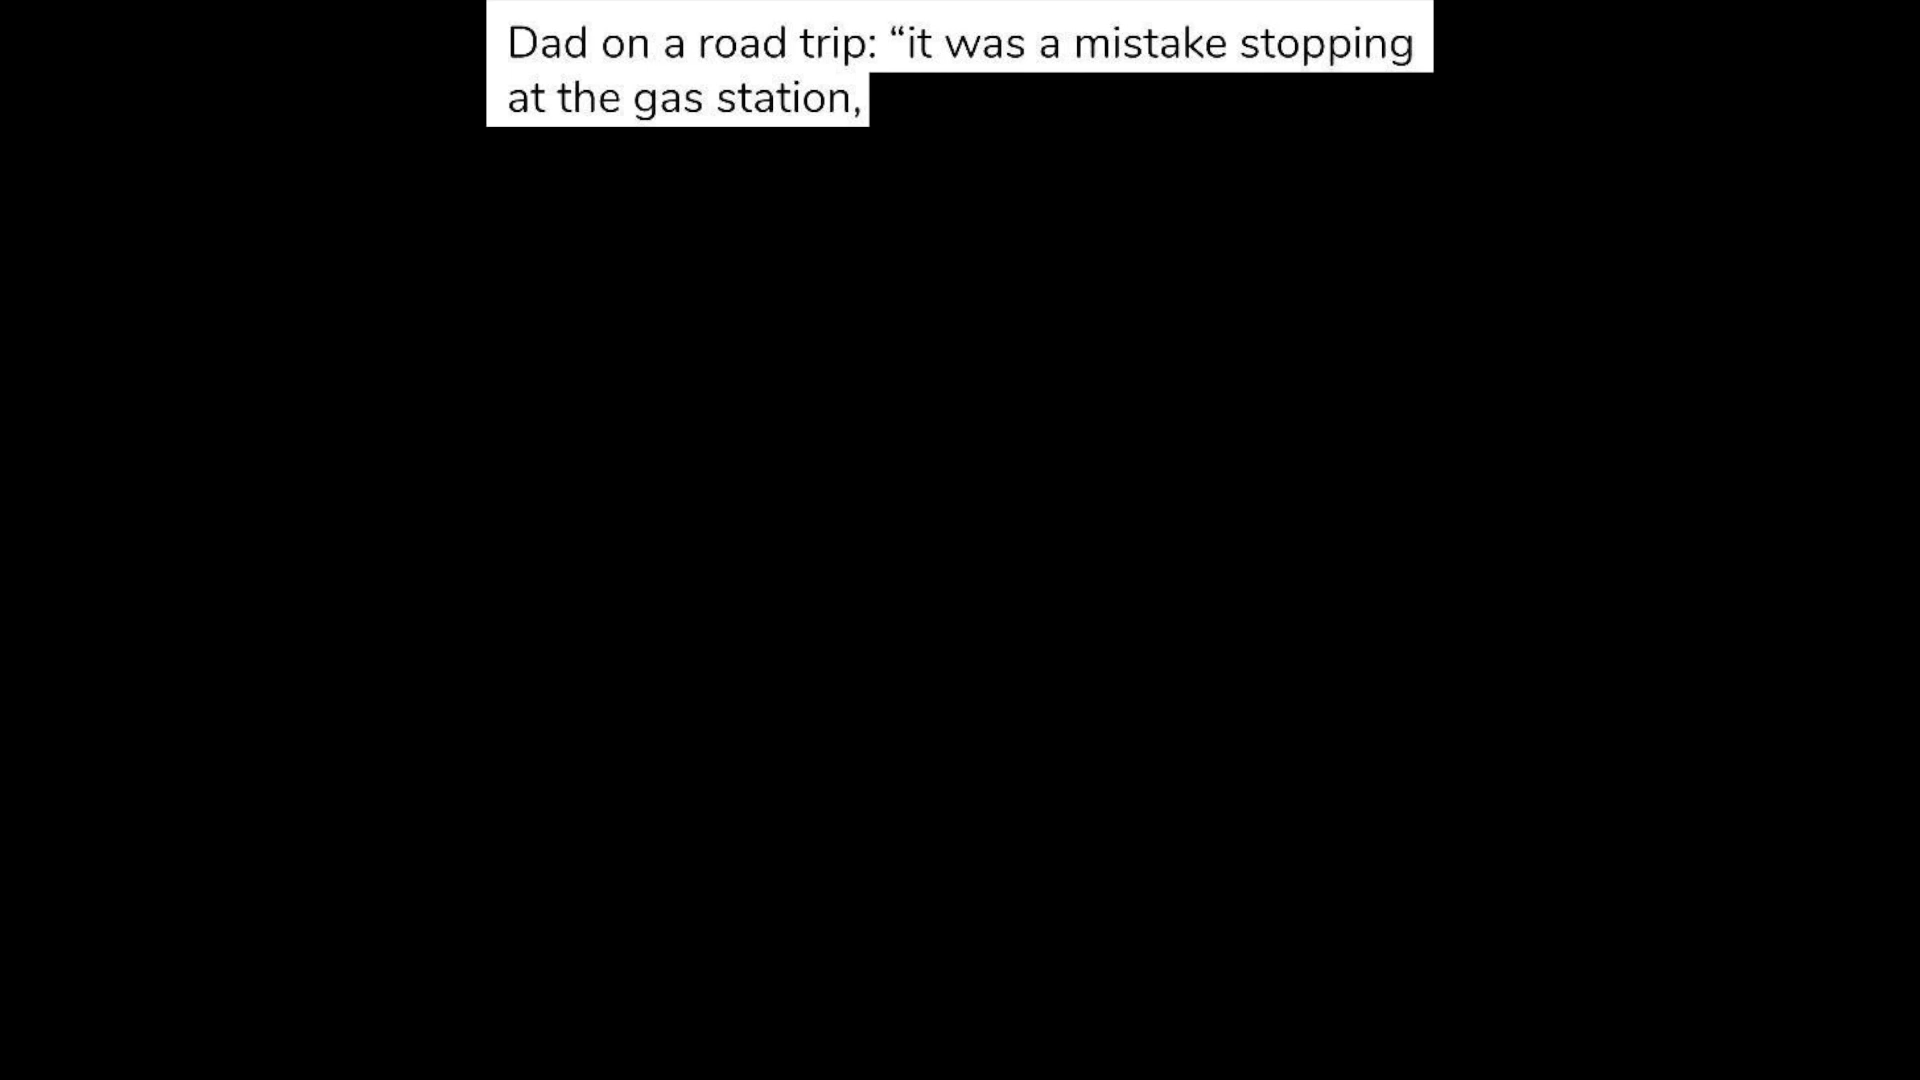 Dad on a road trip: “it was a mistake stopping
at the gas station,